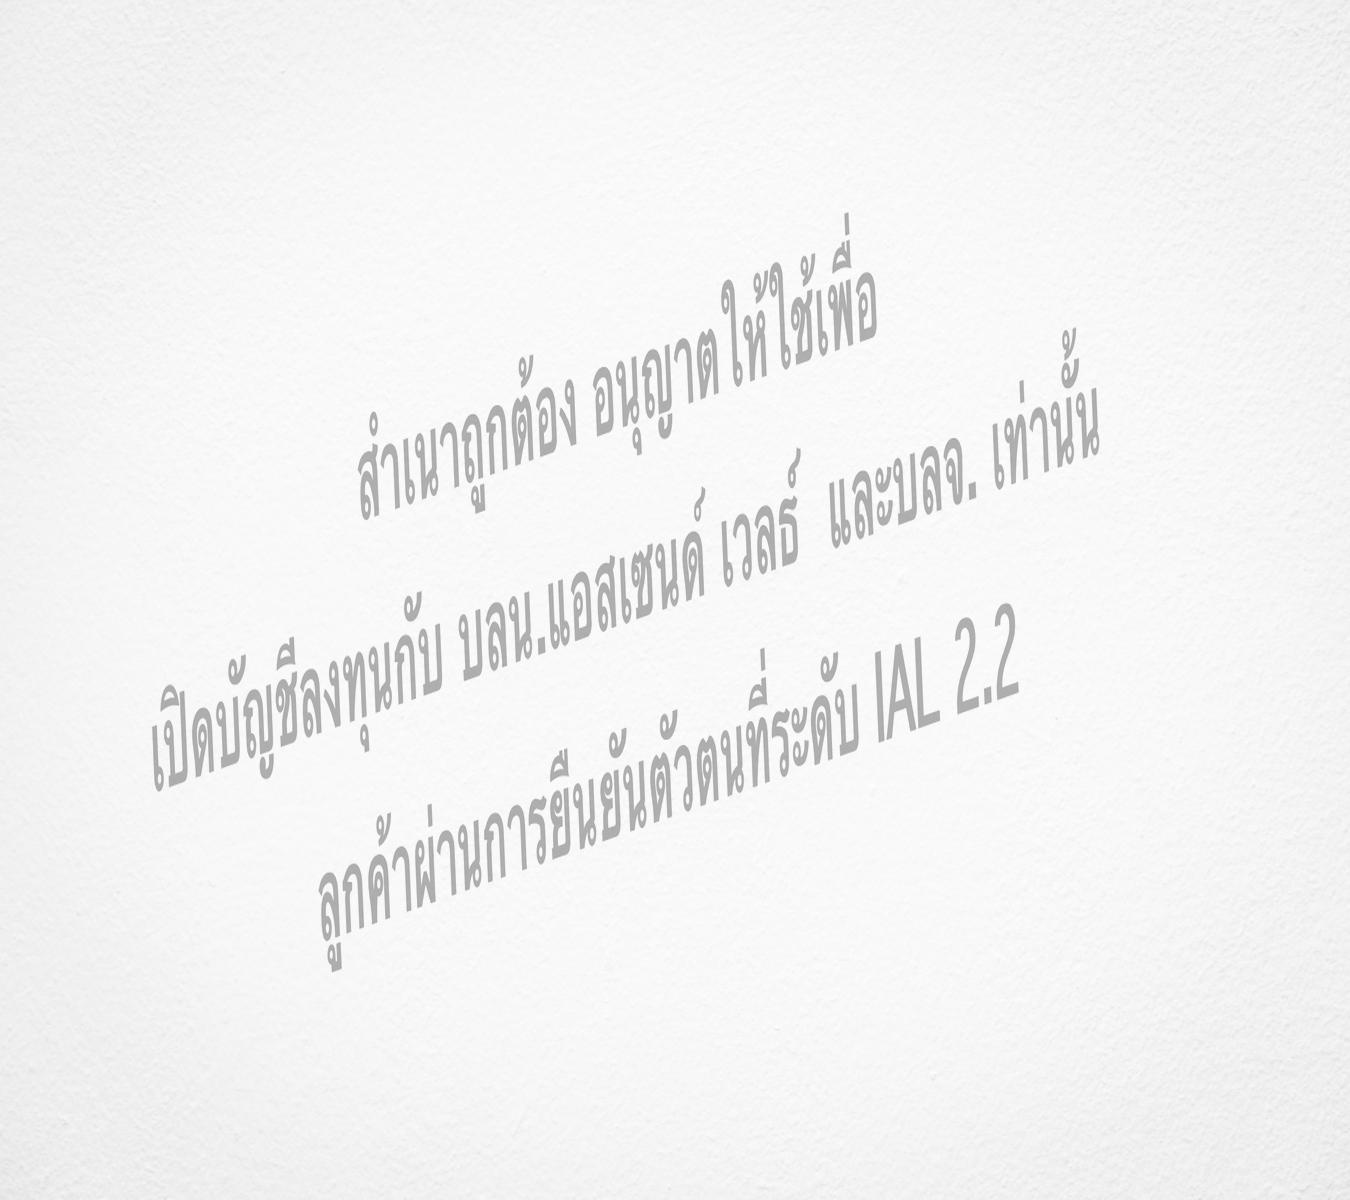 สำเนาถูกต้อง อนุญาตให้ใช้เพื่อ
เปิดบัญชีลงทุนกับ บลน.แอสเซนด์ เวลธ์ และบลจ. เท่านั้น
ลูกค้าผ่านการยืนยันตัวตนที่ระดับ IAL 2.2